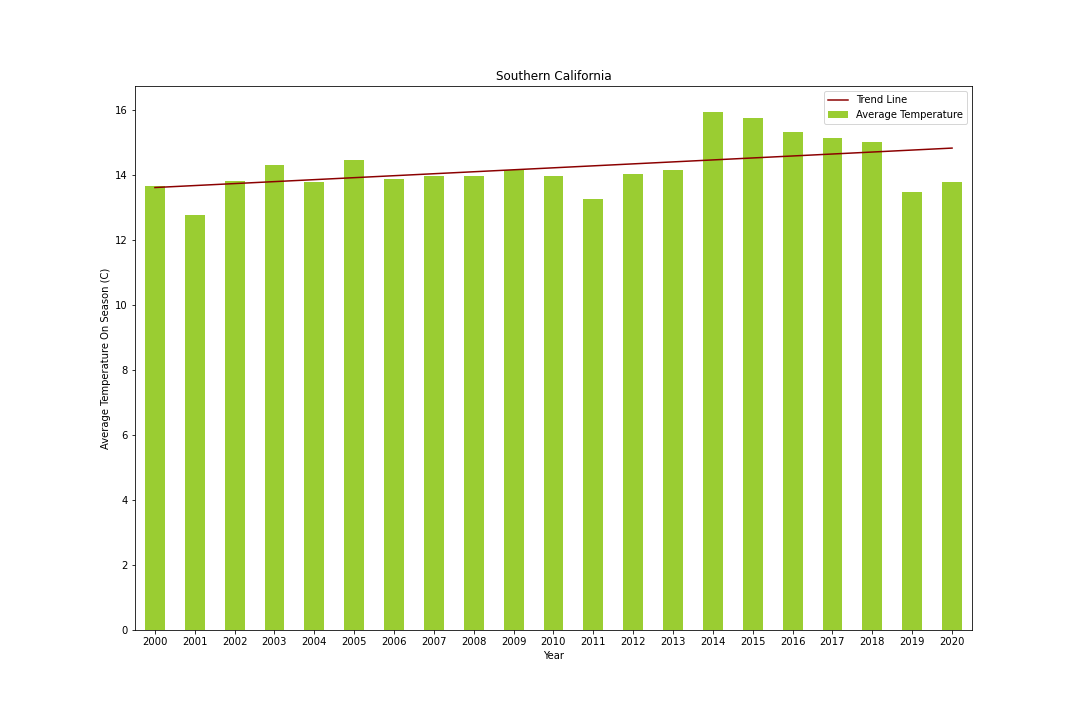 Southern California
Trend Line
Average Temperature
Average Temperature On Season (C)
16
14
12
10
8
6
4
2
0
2000 2001 2002 2003 2004 2005 2006 2007 2008 2009 2010 2011 2012 2013 2014 2015 2016 2017 2018 2019 2020
Year